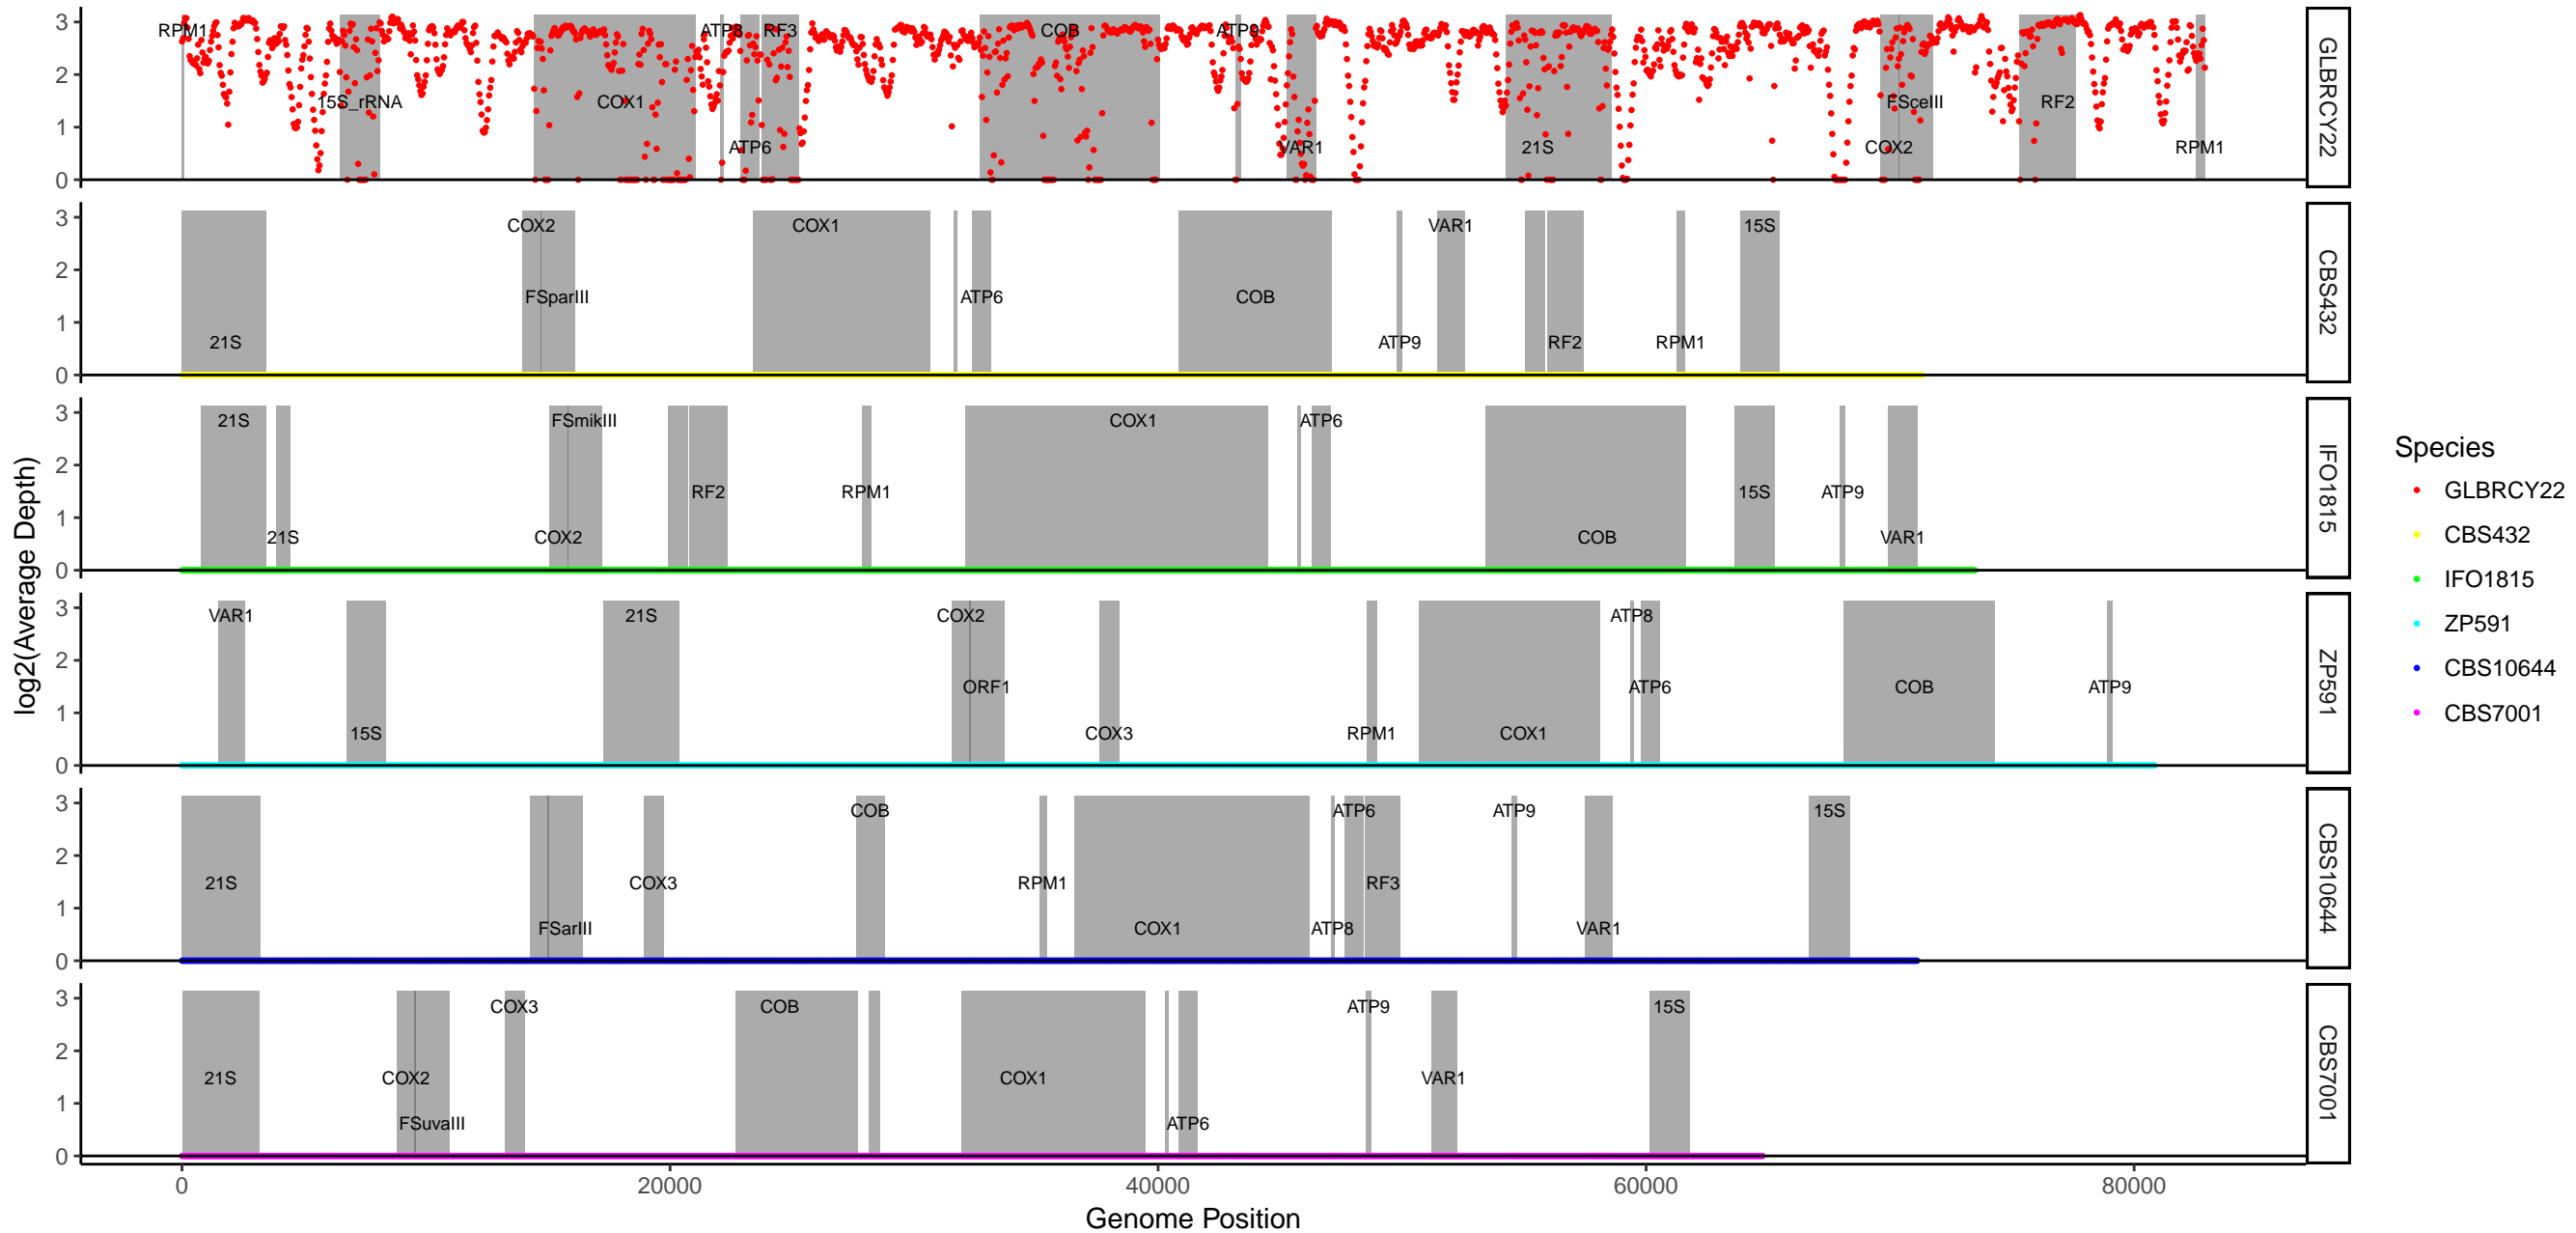 log2(Average Depth)
3
2
1
0
RPM1
ATP8
RF3
COB
ATP9
15S_rRNA
COX1
FSceIII
RF2
ATP6
VAR1
21S
COX2
RPM1
GLBRCY22
3
2
1
0
COX2
COX1
VAR1
15S
FSparIII
ATP6
COB
21S
ATP9
RF2
RPM1
CBS432
3
2
1
0
21S
FSmikIII
COX1
ATP6
RF2
RPM1
15S
ATP9
21S
COX2
COB
VAR1
IFO1815
3
2
1
0
VAR1
21S
COX2
ATP8
ORF1
ATP6
COB
ATP9
15S
COX3
RPM1
COX1
ZP591
3
2
1
0
COB
ATP6
ATP9
15S
21S
COX3
RPM1
RF3
FSarIII
COX1
ATP8
VAR1
CBS10644
3
2
1
0
COX3
COB
ATP9
15S
21S
COX2
COX1
VAR1
FSuvaIII
ATP6
CBS7001
0
20000
40000
60000
80000
Genome Position
Species
GLBRCY22
CBS432
IFO1815
ZP591
CBS10644
CBS7001